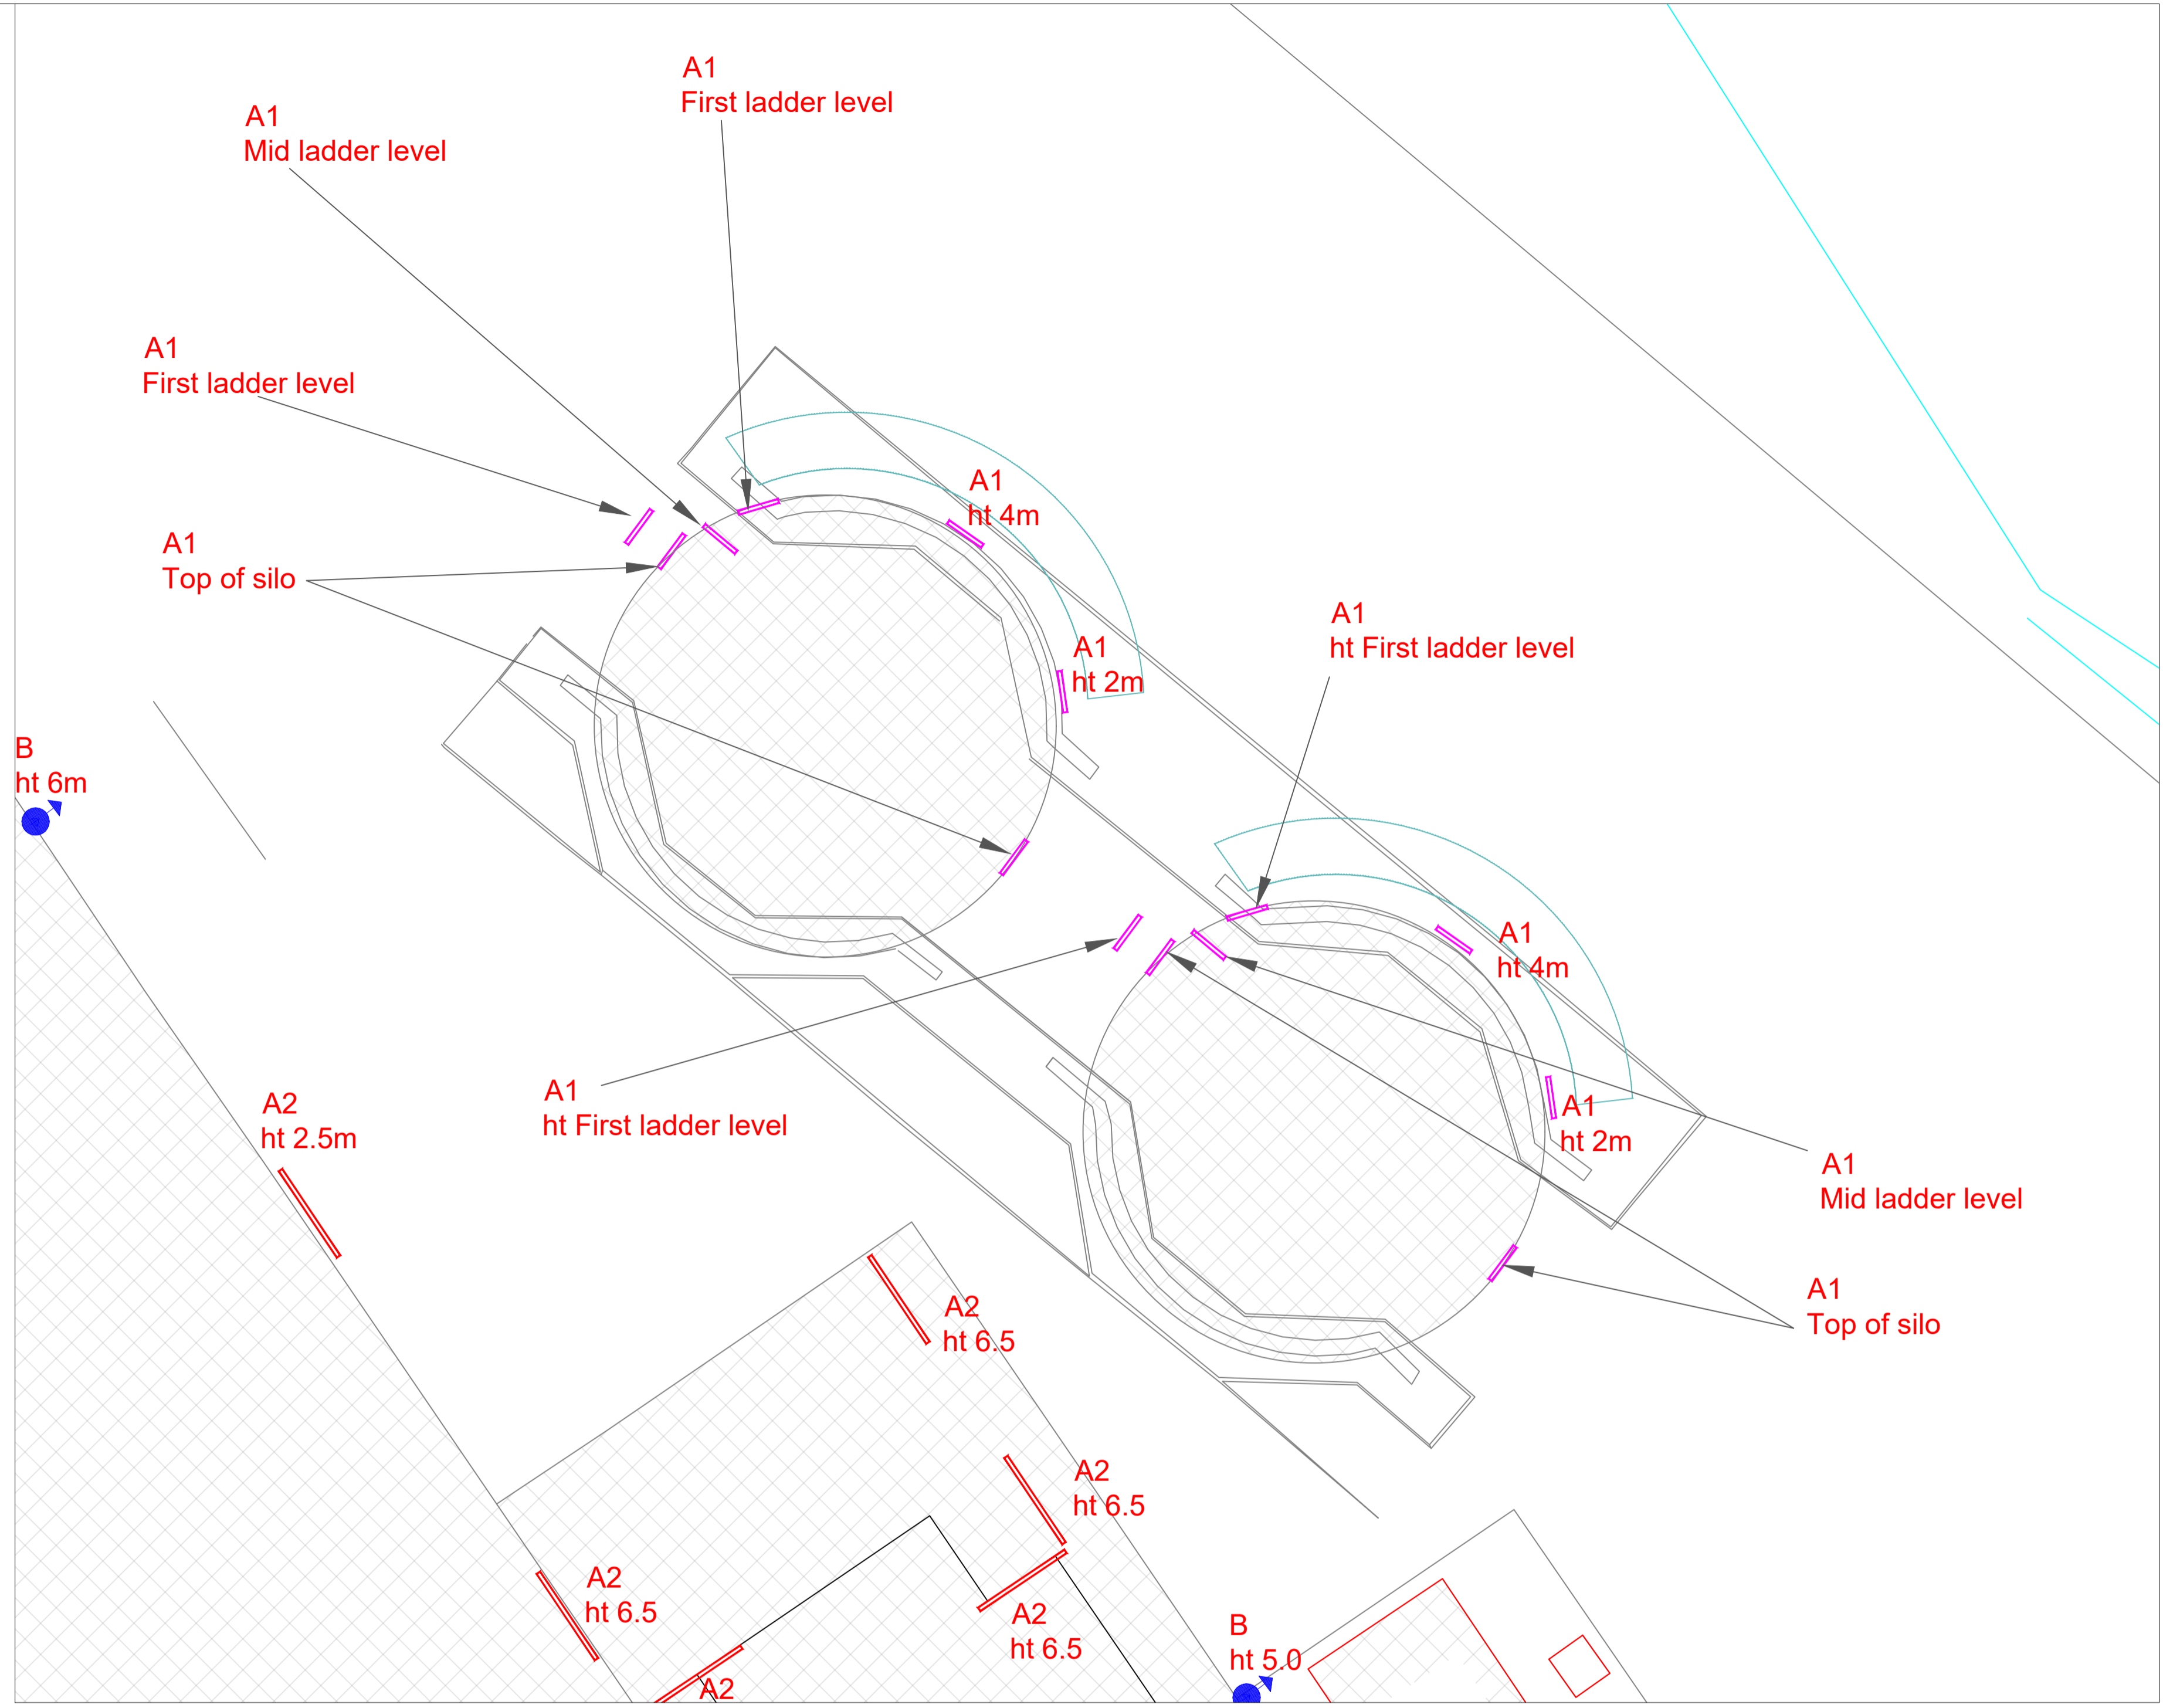 A1
First ladder level
A1
Mid ladder level
A1
First ladder level
A1
ht 4m
A1
Top of silo
A1
ht First ladder level
A1
ht 2m
B
ht 6m
A1
ht 4m
A1
ht First ladder level
A2
ht 2.5m
A1
ht 2m
A1
Mid ladder level
A1
Top of silo
A2
ht 6.5
A2
ht 6.5
A2
ht 6.5
A2
ht 6.5
B
ht 5.0
A2